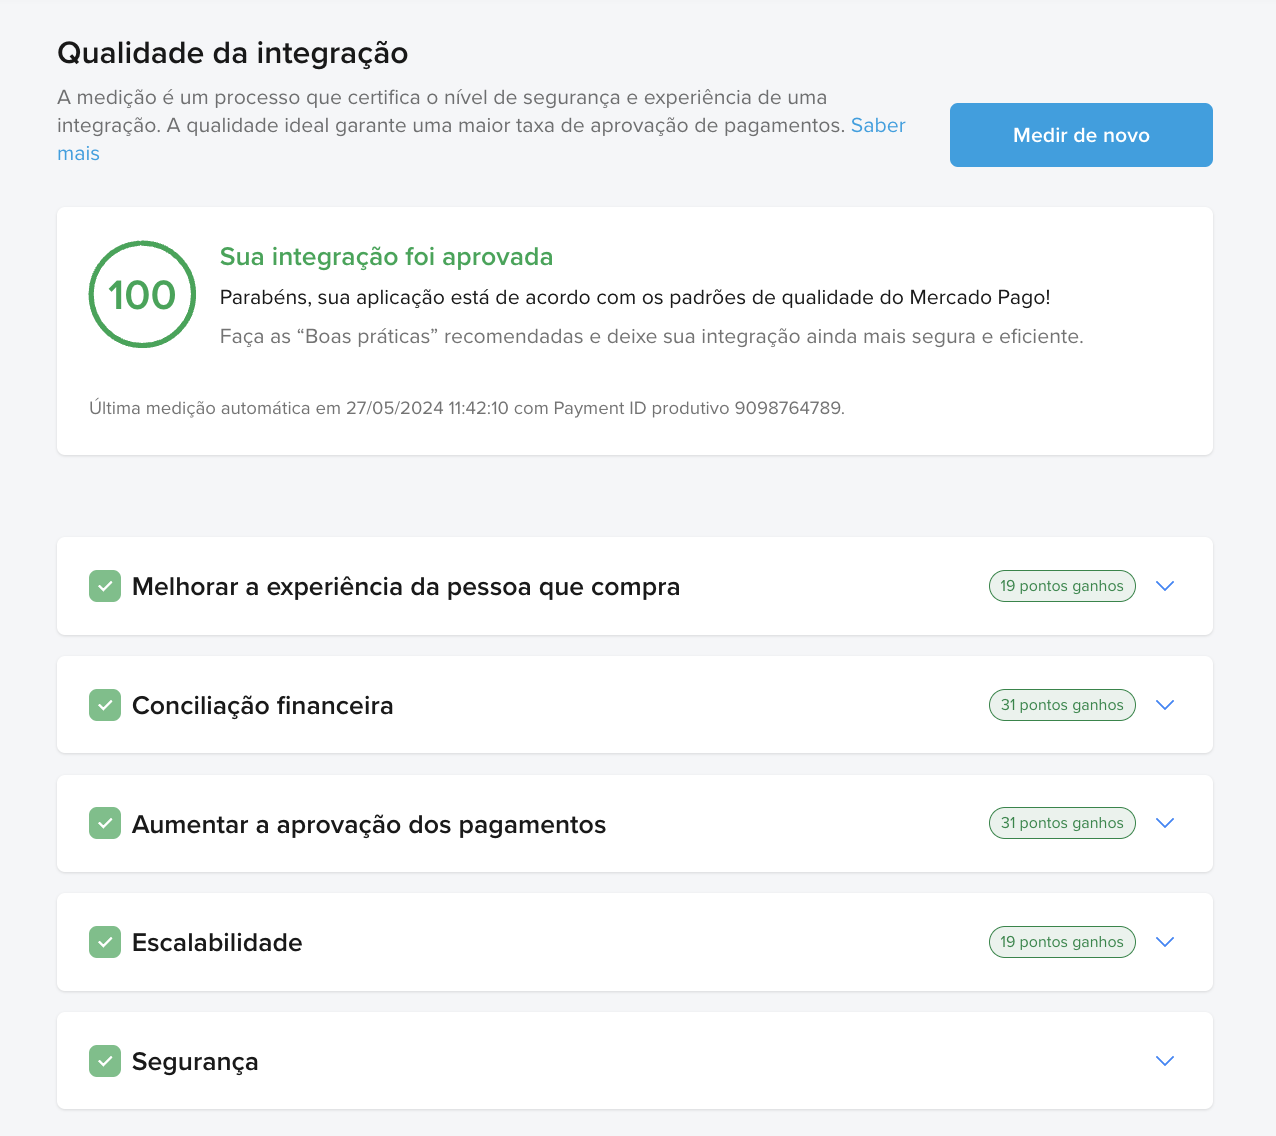 Qualidade da integração
A medição é um processo que certifica o nível de segurança e experiência de uma
integração. A qualidade ideal garante uma maior taxa de aprovação de pagamentos. Saber
mais
Medir de novo
100
Sua integração foi aprovada
Parabéns, sua aplicação está de acordo com os padrões de qualidade do Mercado Pago!
Faça as “Boas práticas” recomendadas e deixe sua integração ainda mais segura e eficiente.
Última medição automática em 27/05/2024 11:42:10 com Payment ID produtivo 9098764789.
Melhorar a experiência da pessoa que compra
19 pontos ganhos
Conciliação financeira
31 pontos ganhos
Aumentar a aprovação dos pagamentos
31 pontos ganhos
Escalabilidade
19 pontos ganhos
Segurança